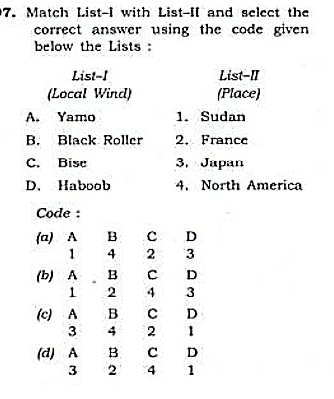 97. Match List-I with List-II and select the
correct answer using the code given
below the Lists :
List-I List-II
(Local Wind) (Place)
A. Yamo 1. Sudan
B. Black Roller 2. France
C. Bise 3. Japan
D. Haboob 4. North America
Code :
(a) A B C D
1 4 2 3
(b) A B C D
1 2 4 3
(c) A B C D
3 4 2 1
(d) A B C D
3 2 4 1